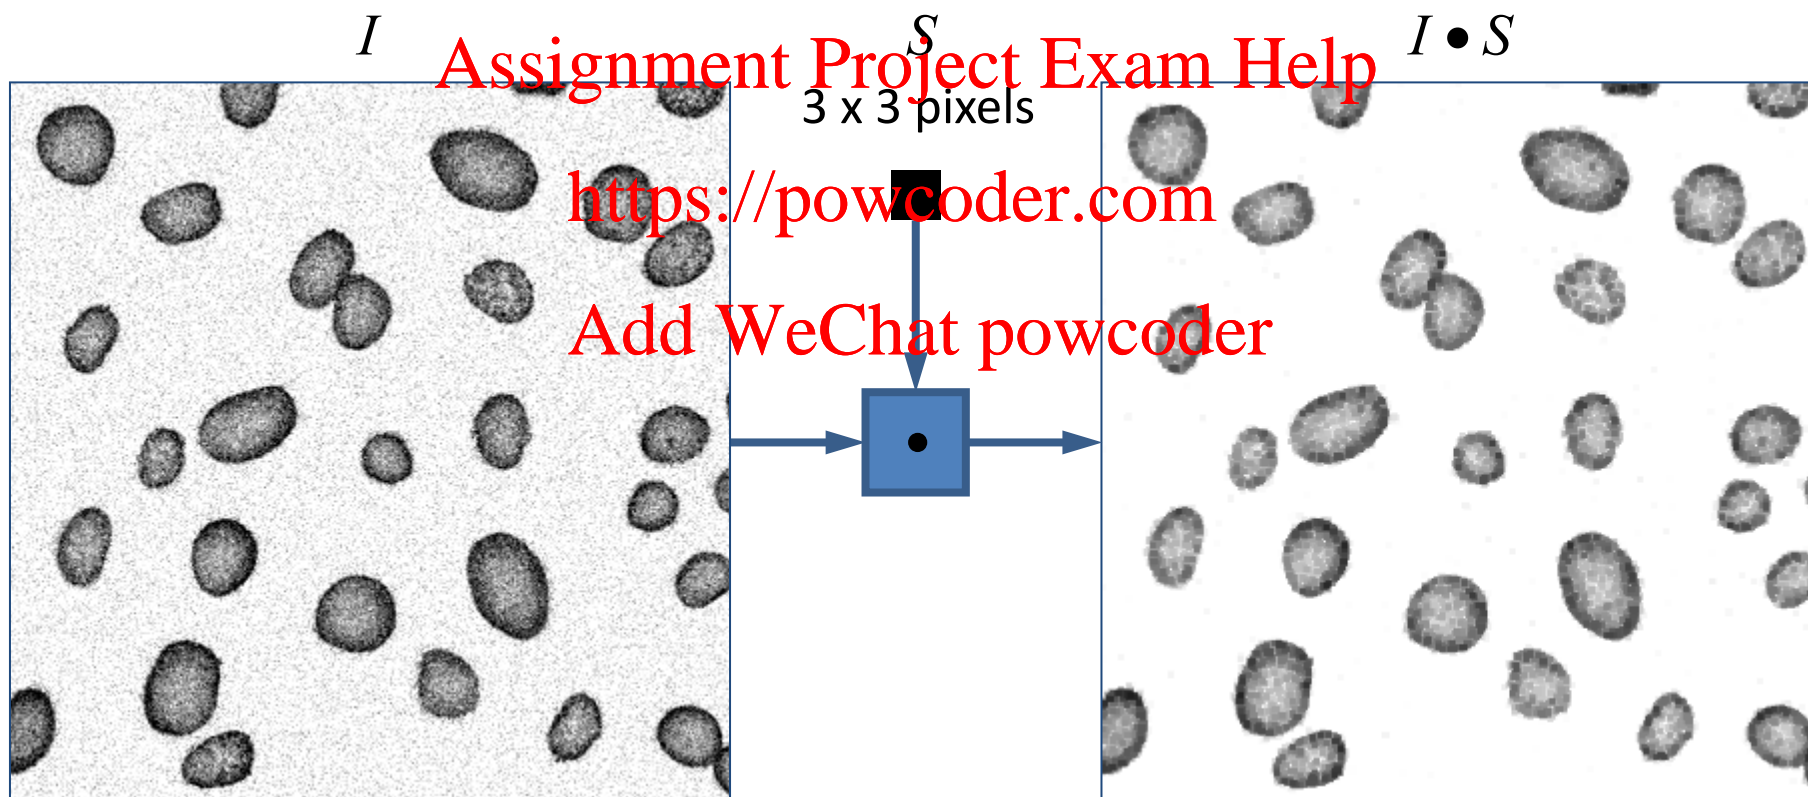 I S I • S
Assignment Project Exam Help
3 x 3 pixels
https://powcoder.com
Add WeChat powcoder
•